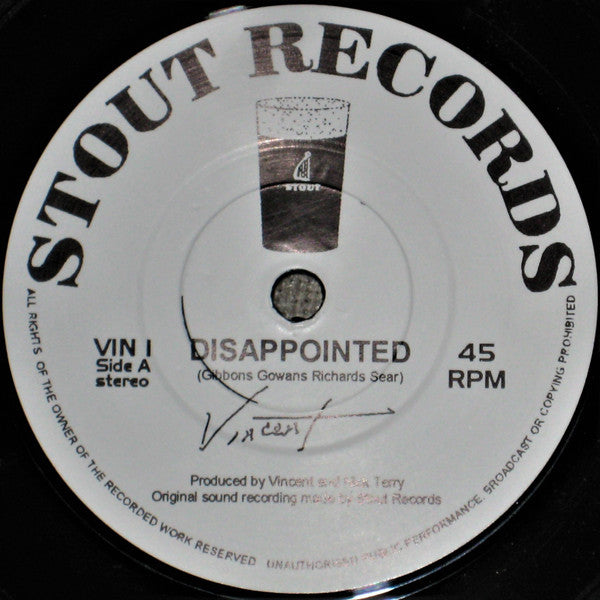 STOUT RECORDS
STOUT
VIN 1
Side A
stereo
DISAPPOINTED
(Gibbons Gowans Richards Sear)
45
RPM
Vincent
Produced by Vincent and Terry
Original sound recording made by Stout Records
ALL RIGHTS OF THE OWNER OF THE RECORDED WORK RESERVED UNAUTHORISED PUBLIC PERFORMANCE, BROADCAST OR COPYING PROHIBITED